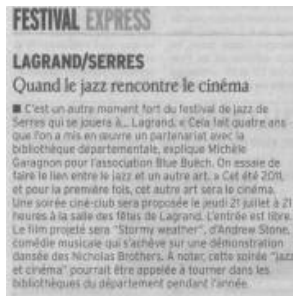 FESTIVAL EXPRESS
LAGRAND/SERRES
Quand le jazz rencontre le cinéma
■ C'est un autre moment fort du festival de jazz de
Serres qui se jouera à... Lagrand. « Cela fait quatre ans
que l'on a mis en œuvre un partenariat avec la
bibliothèque départementale, explique Michèle
Garagnon pour l'association Blue Buëch. On essaie de
faire le lien entre le jazz et un autre art. » Cet été 2011,
et pour la première fois, cet autre art sera le cinéma.
Une soirée ciné-club sera proposée le jeudi 21 juillet à 21
heures à la salle des fêtes de Lagrand. L'entrée est libre.
Le film projeté sera "Stormy weather", d'Andrew Stone,
comédie musicale qui s'achève sur une démonstration
dansée des Nicholas Brothers. À noter, cette soirée "jazz
et cinéma" pourrait être appelée à tourner dans les
bibliothèques du département pendant l'année.